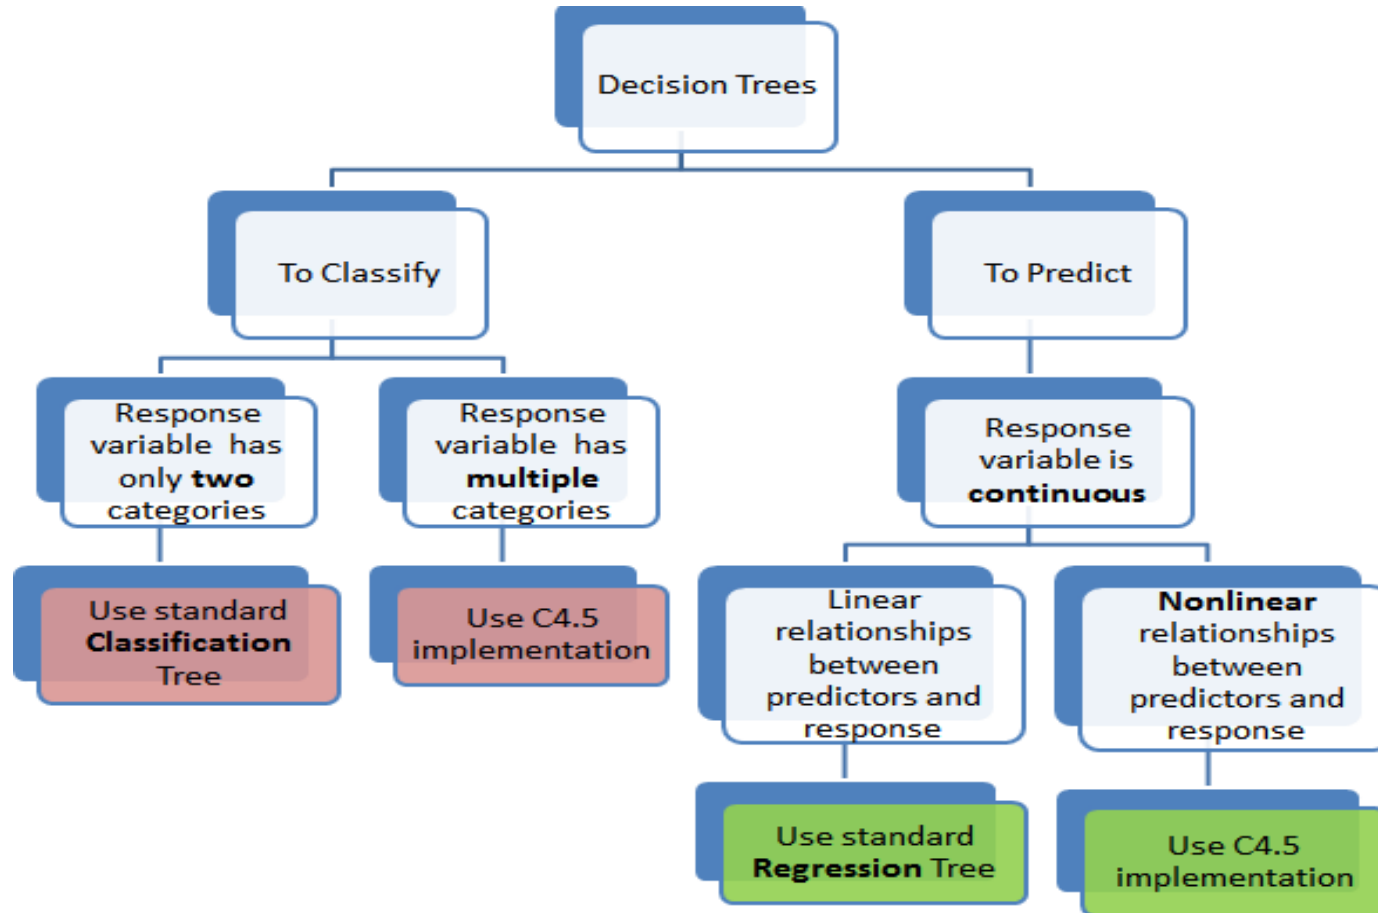 Decision Trees
To Classify
To Predict
Response
variable has
only two
categories
Response
variable has
multiple
categories
Response
variable is
continuous
Use standard
Classification
Tree
Use C4.5
implementation
Linear
relationships
between
predictors and
response
Nonlinear
relationships
between
predictors and
response
Use standard
Regression Tree
Use C4.5
implementation